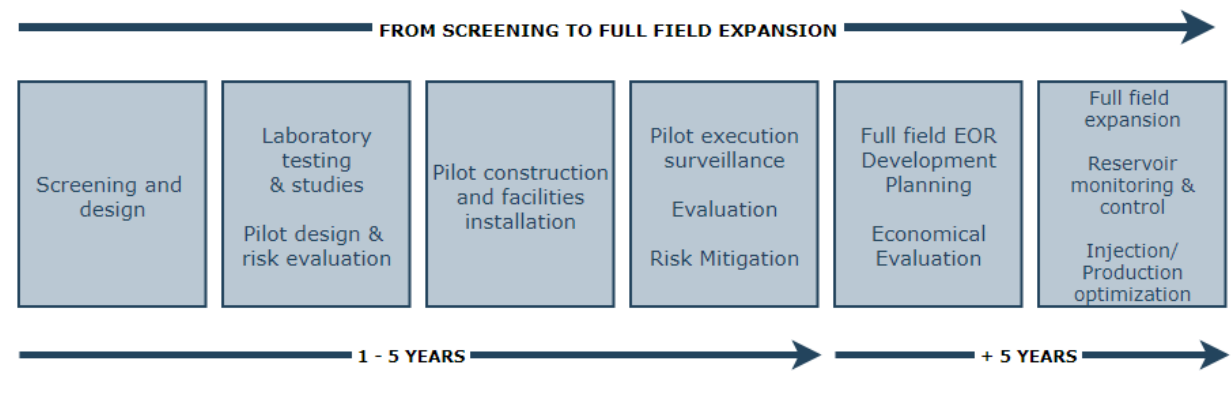 FROM SCREENING TO FULL FIELD EXPANSION
Screening and
design
Laboratory
testing
& studies
Pilot design &
risk evaluation
Pilot construction
and facilities
installation
Pilot execution
surveillance
Evaluation
Risk Mitigation
Full field EOR
Development
Planning
Economical
Evaluation
Full field
expansion
Reservoir
monitoring &
control
Injection/
Production
optimization
1 - 5 YEARS
+ 5 YEARS